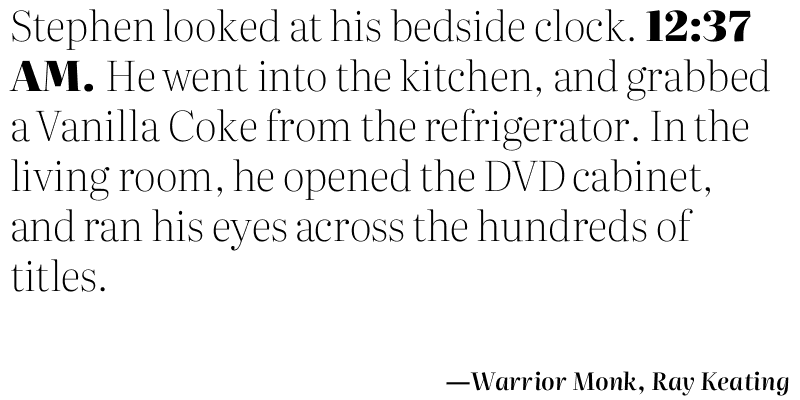 Stephen looked at his bedside clock. 12:37
AM. He went into the kitchen, and grabbed
a Vanilla Coke from the refrigerator. In the
living room, he opened the DVD cabinet,
and ran his eyes across the hundreds of
titles.
—Warrior Monk, Ray Keating